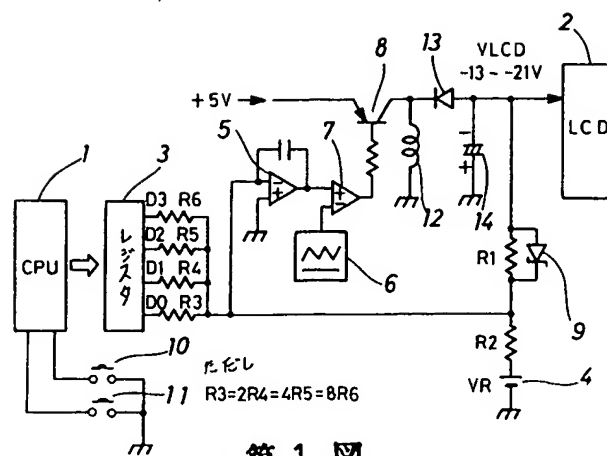 8
13
VLCD
-13~-21V
2
+5V
LCD
5
7
1
3
12
14
D3 R6
D2 R5
D1 R4
D0 R3
CPU
レジスタ
6
R1
9
10
11
ただし
R3=2R4=4R5=8R6
R2
VR
4
第1図